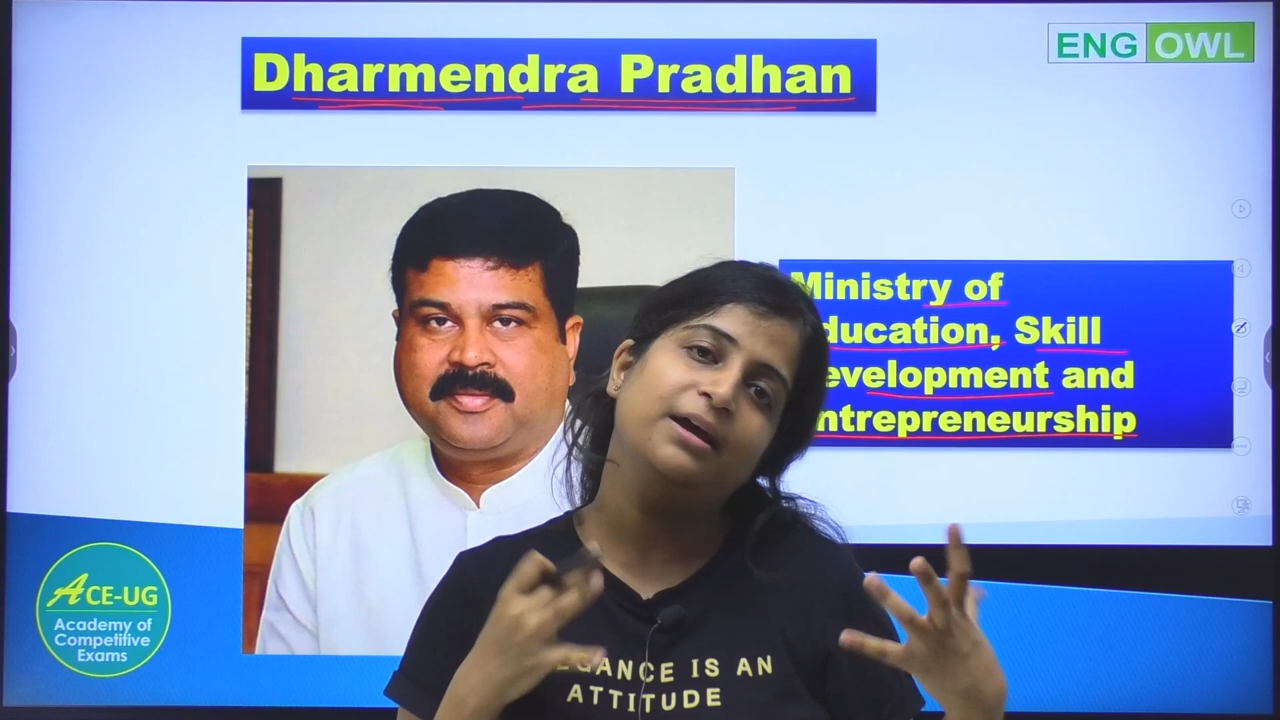 Dharmendra Pradhan
ENG OWL
Ministry of
ducation, Skill
evelopment and
ntrepreneurship
ACE-UG
Academy of
Competitive
Exams
EGANCE IS AN
ATTITUDE